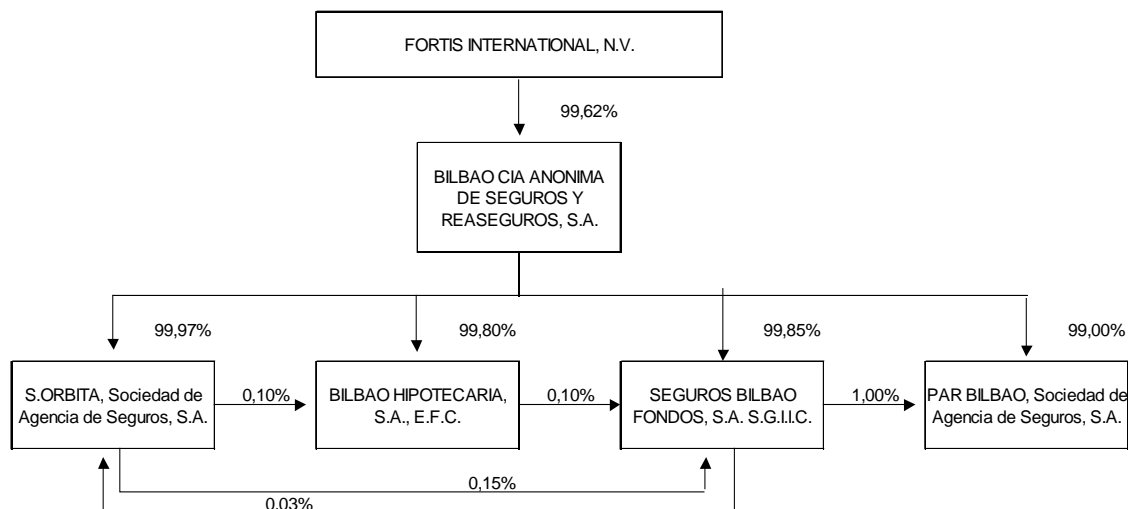 FORTIS INTERNATIONAL, N.V.
99,62%
BILBAO CIA ANONIMA
DE SEGUROS Y
REASEGUROS, S.A.
99,97%
99,80%
99,85%
99,00%
S.ORBITA, Sociedad de
Agencia de Seguros, S.A.
0,10%
BILBAO HIPOTECARIA,
S.A., E.F.C.
0,10%
SEGUROS BILBAO
FONDOS, S.A. S.G.I.I.C.
1,00%
PAR BILBAO, Sociedad de
Agencia de Seguros, S.A.
0,15%
0,03%